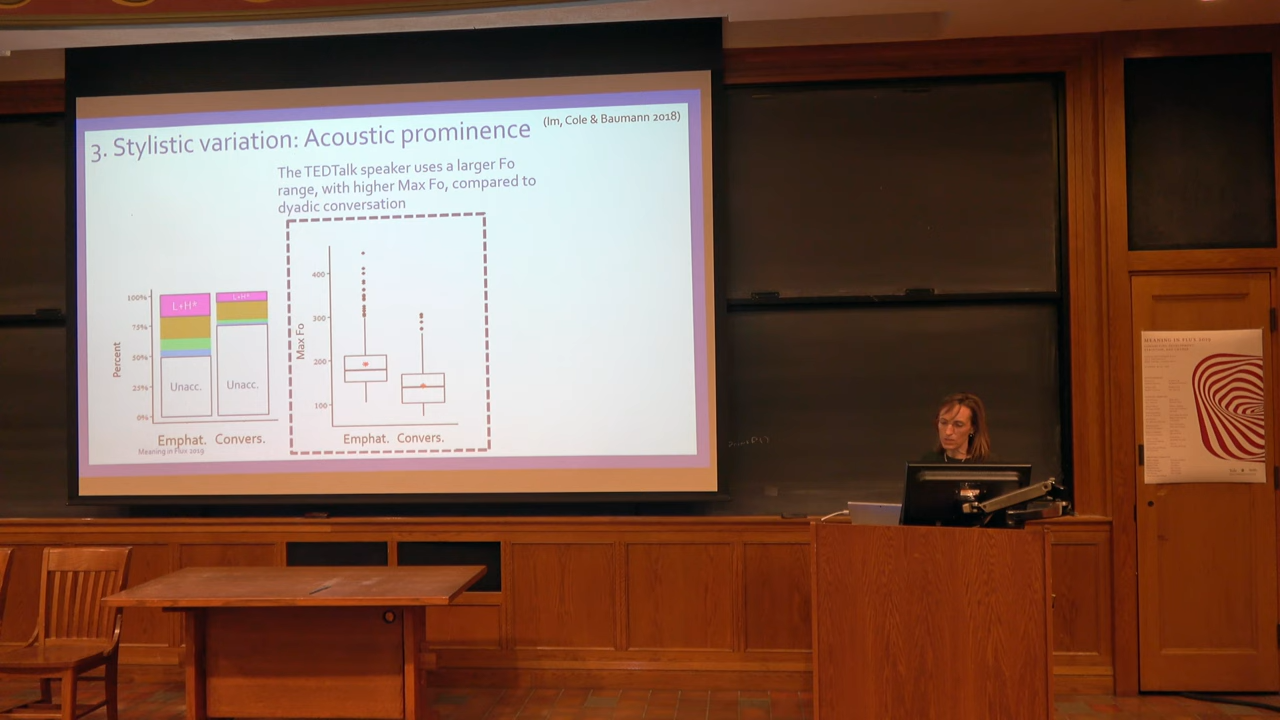 3. Stylistic variation: Acoustic prominence
(Im, Cole & Baumann 2018)
The TEDTalk speaker uses a larger Fo
range, with higher Max Fo, compared to
dyadic conversation
100%
75%
50%
25%
0%
Percent
L+H*
L+H*
Unacc.
Unacc.
Emphat. Convers.
400
300
200
100
Max Fo
Emphat. Convers.
Meaning in Flux 2019
MEANING IN FLUX 2019